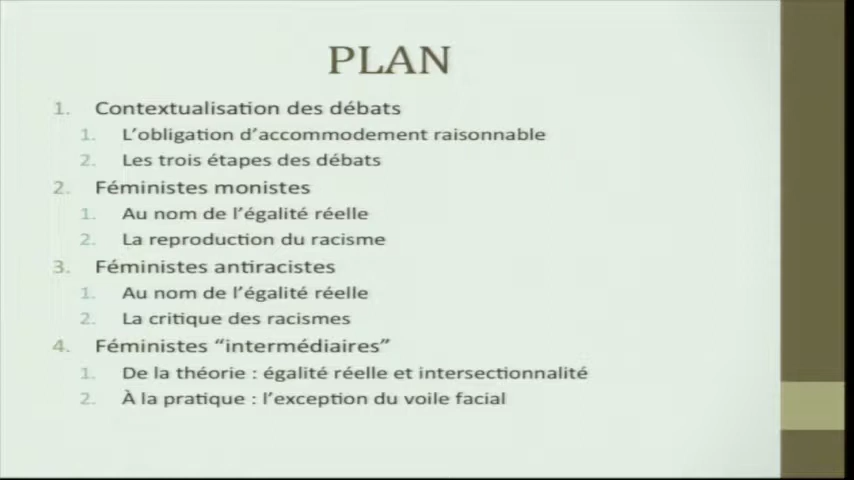 PLAN
1. Contextualisation des débats
1. L'obligation d'accommodement raisonnable
2. Les trois étapes des débats
2. Féministes monistes
1. Au nom de l'égalité réelle
2. La reproduction du racisme
3. Féministes antiracistes
1. Au nom de l'égalité réelle
2. La critique des racismes
4. Féministes “intermédiaires”
1. De la théorie : égalité réelle et intersectionnalité
2. À la pratique : l'exception du voile facial